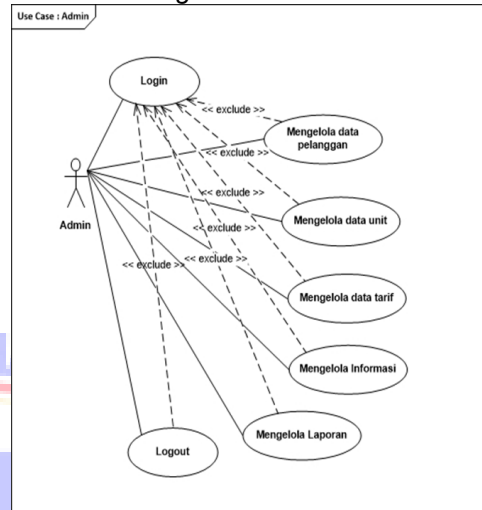 Use Case : Admin
Login
<< exclude >>
Mengelola data
pelanggan
<< exclude >>
<< exclude >>
Mengelola data unit
Admin
<< exclude >>
<< exclude >>
<< exclude >>
Mengelola data tarif
Mengelola Informasi
Mengelola Laporan
Logout